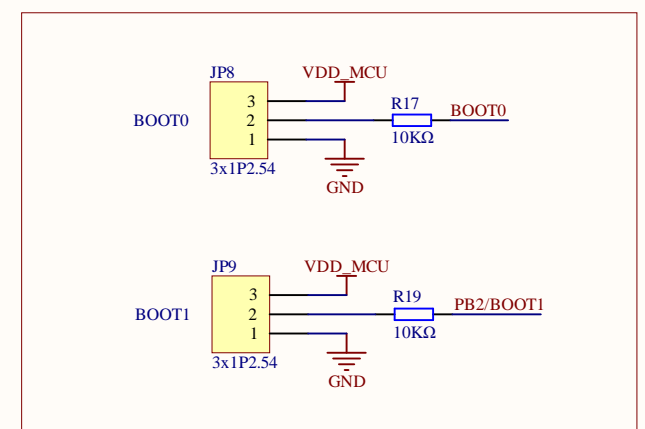 JP8
VDD_MCU
3
R17
BOOT0
BOOT0
2
1
10KΩ
3x1P2.54
GND
JP9
VDD_MCU
3
R19
PB2/BOOT1
BOOT1
2
1
10KΩ
3x1P2.54
GND